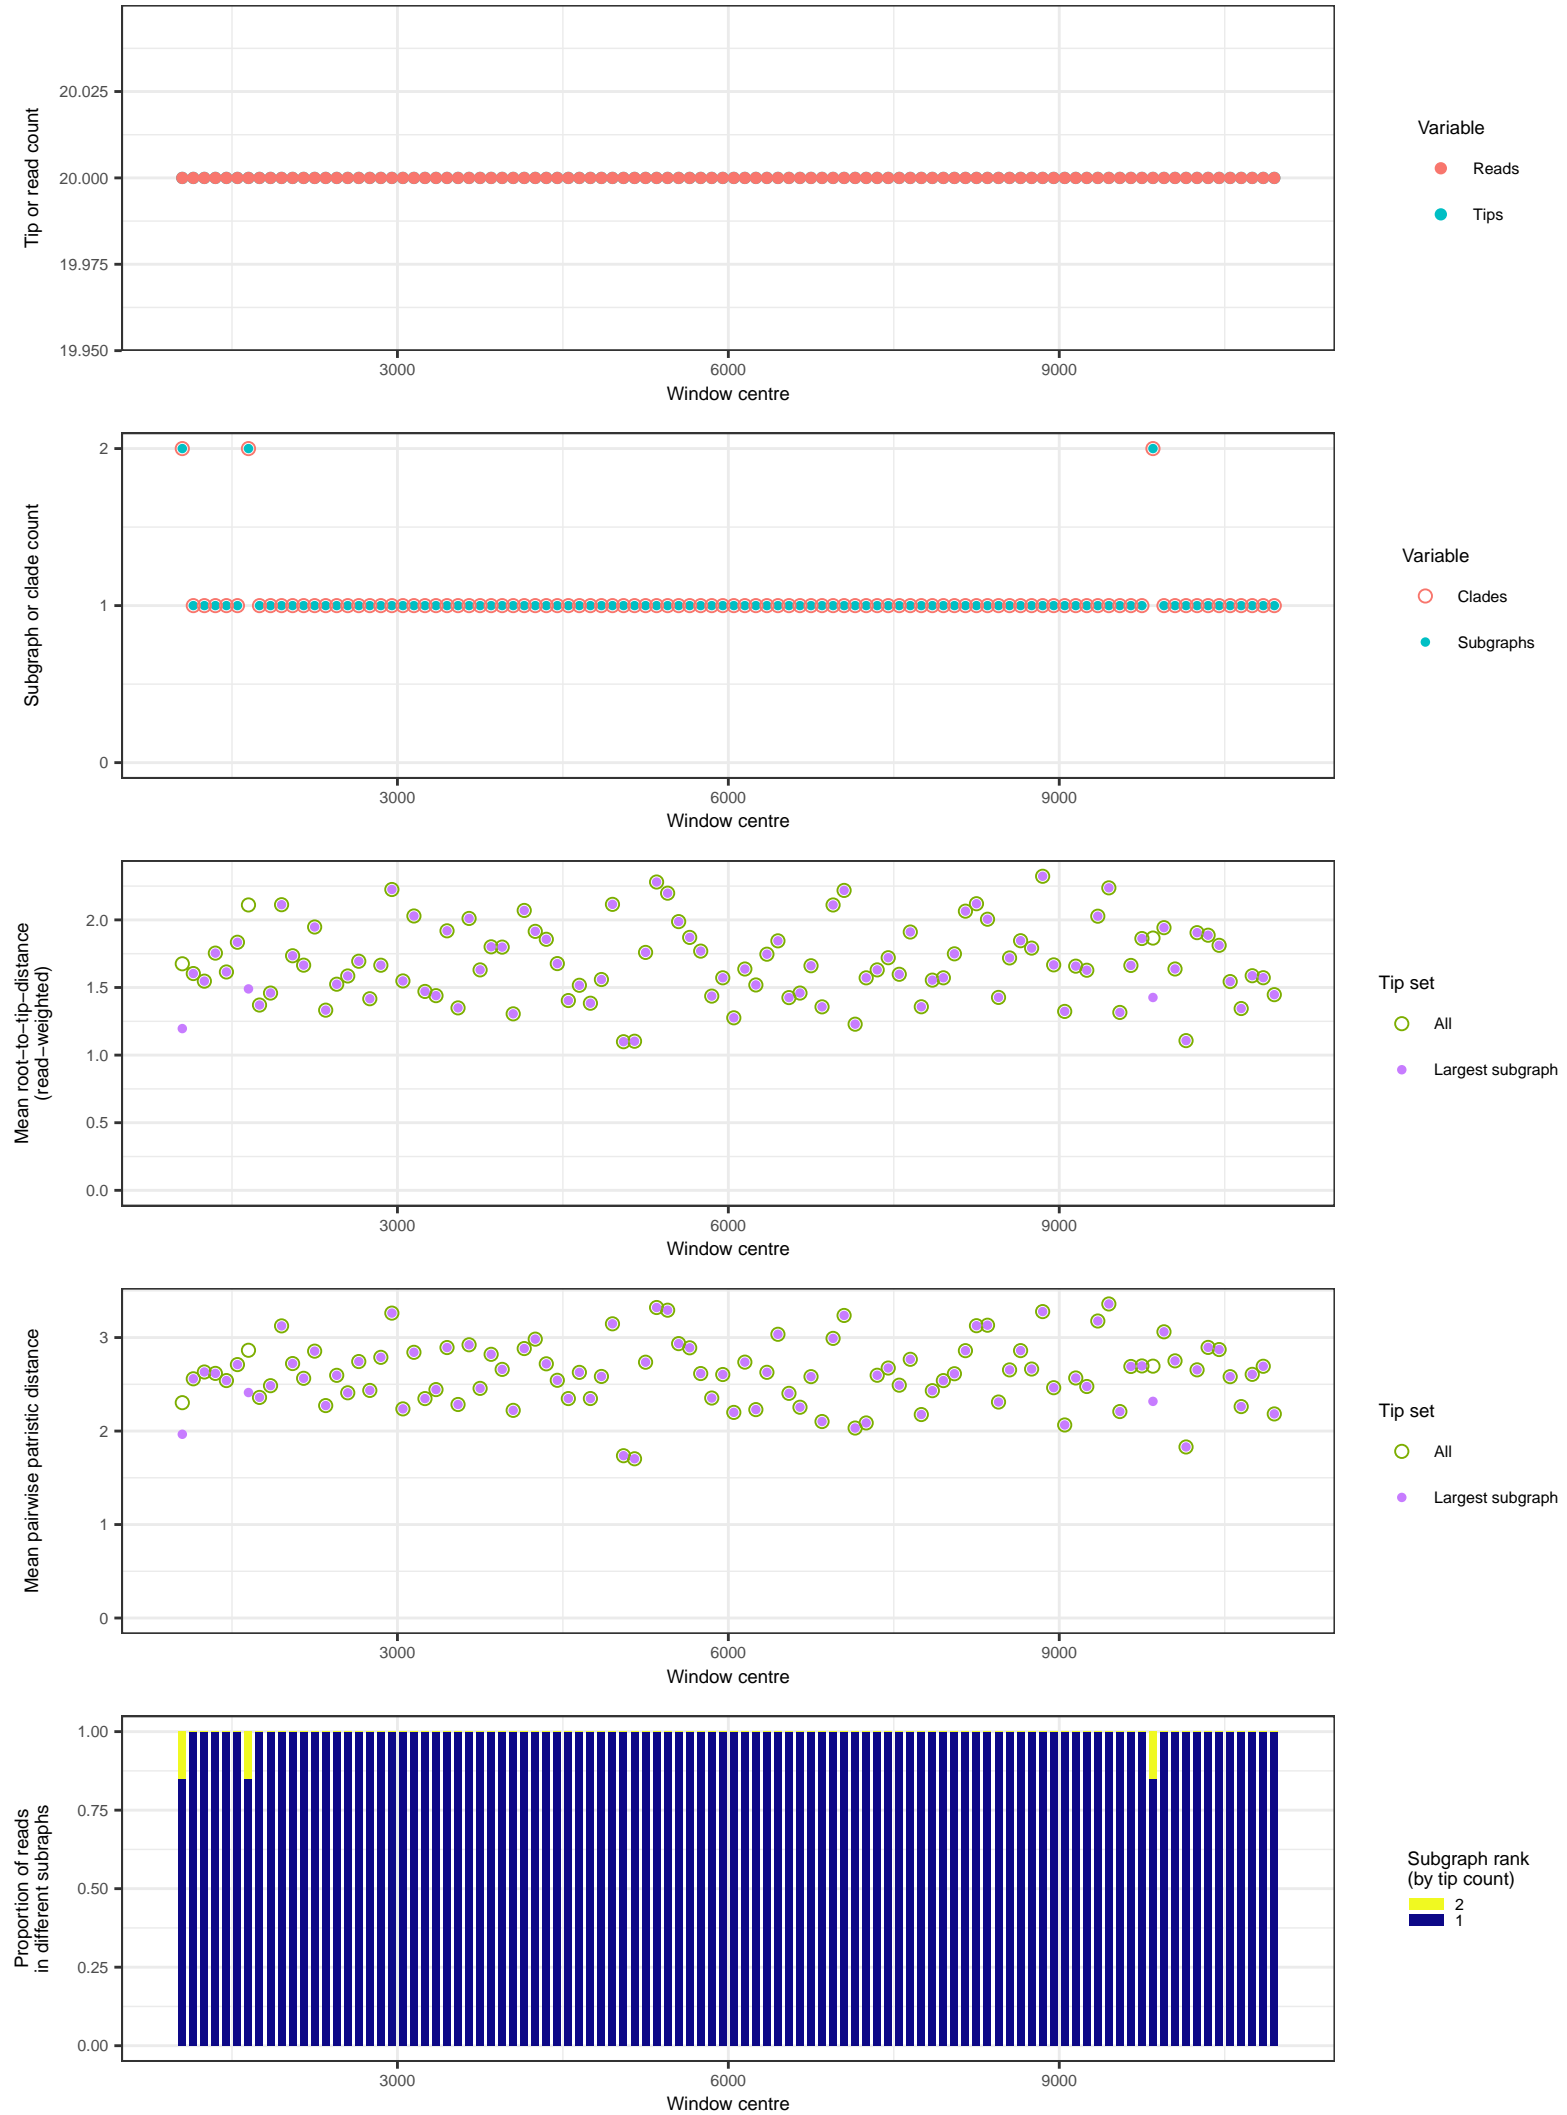 20.025
20.000
19.975
19.950
Tip or read count
3000 6000 9000
Window centre
Variable
Reads
Tips
2
1
0
Subgraph or clade count
3000 6000 9000
Window centre
Variable
Clades
Subgraphs
2.0
1.5
1.0
0.5
0.0
Mean root−to−tip−distance
(read−weighted)
3000 6000 9000
Window centre
Tip set
All
Largest subgraph
3
2
1
0
Mean pairwise patristic distance
3000 6000 9000
Window centre
Tip set
All
Largest subgraph
1.00
0.75
0.50
0.25
0.00
Proportion of reads
in different subraphs
3000 6000 9000
Window centre
Subgraph rank
(by tip count)
2
1